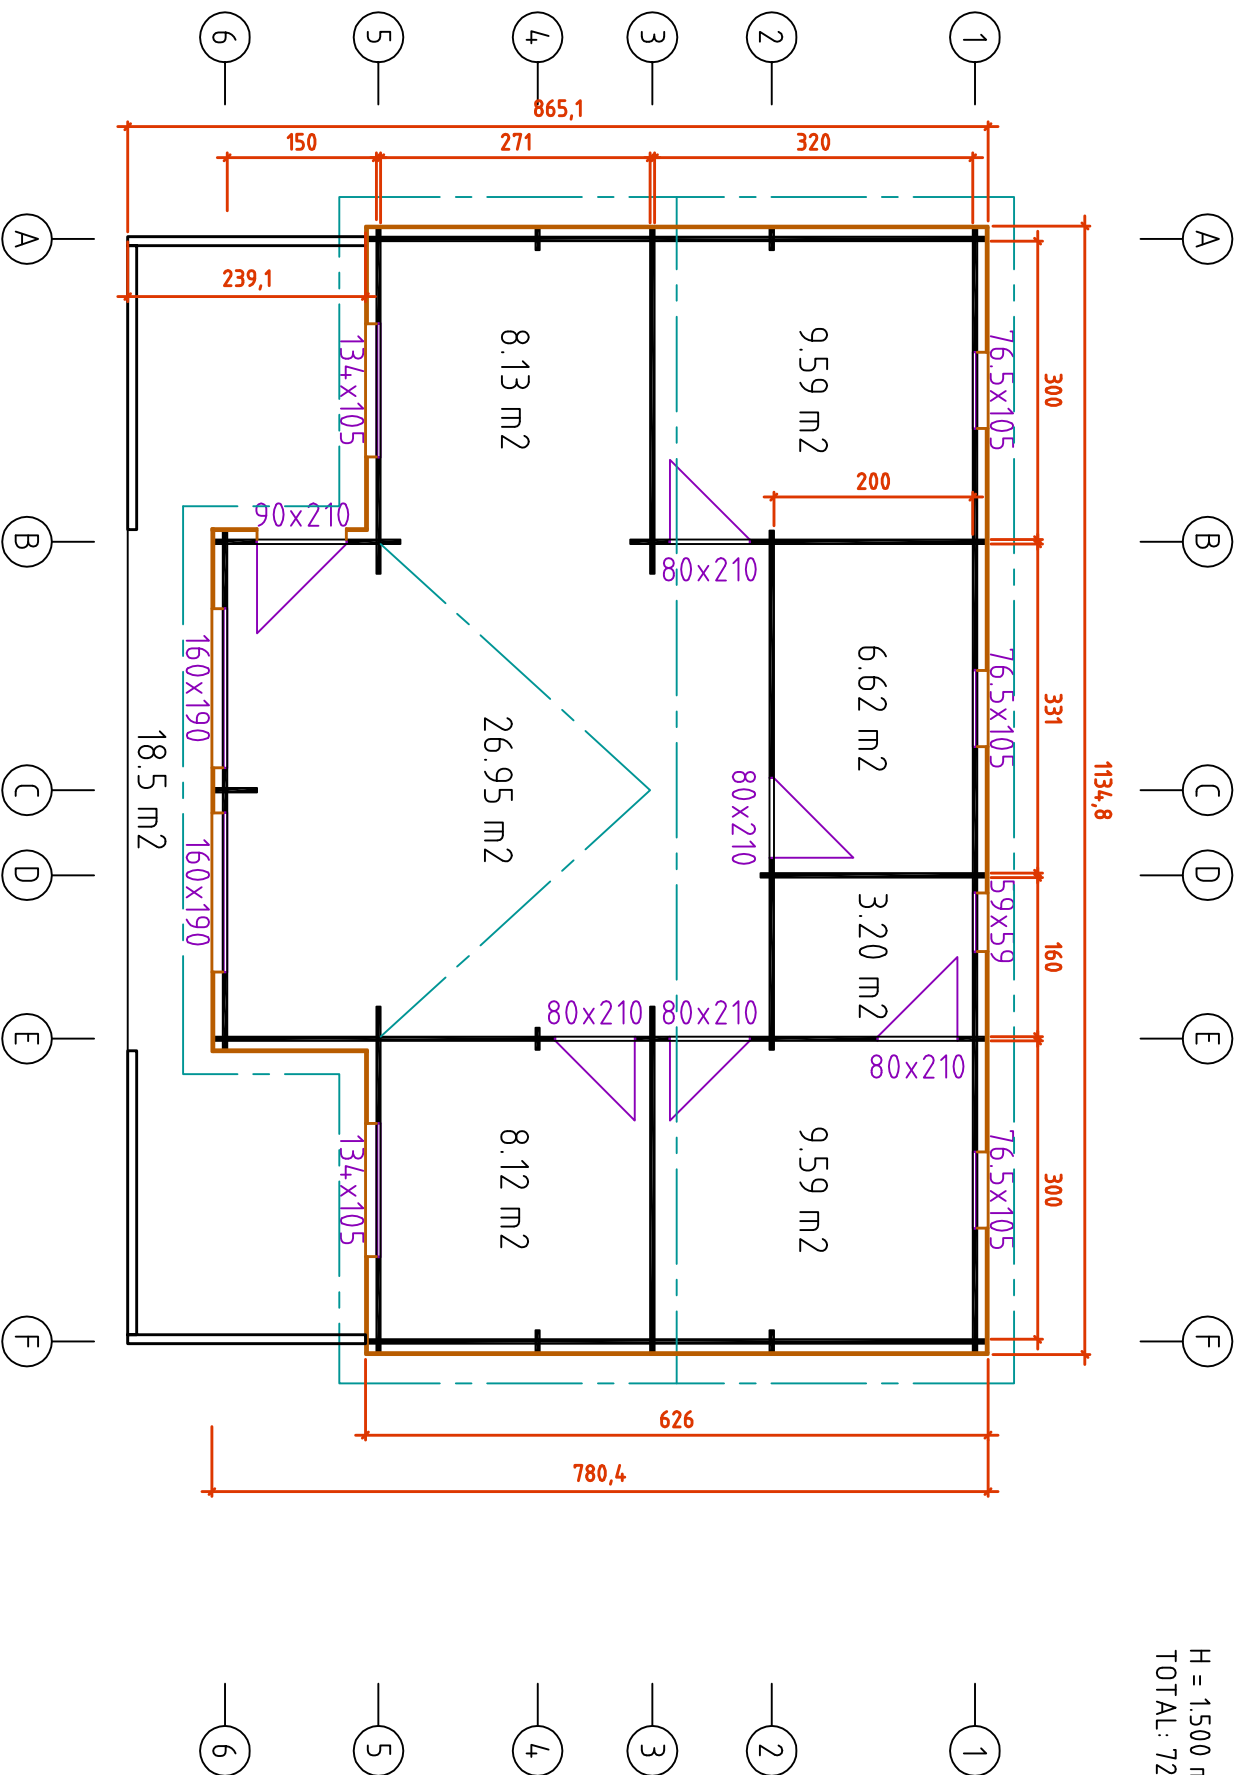 6
5
4
3
2
1
865,1
150
271
320
A
A
239,1
134x105
8.13 m2
9.59 m2
76.5x105
300
200
B
90x210
80x210
B
160x190
6.62 m2
76.5x105
331
1134,8
18.5 m2
26.95 m2
80x210
C
C
D
160x190
3.20 m2
59x59
160
D
E
80x210
80x210
80x210
E
134x105
8.12 m2
9.59 m2
76.5x105
300
F
F
626
780,4
H = 1.500
TOTAL: 72
6
5
4
3
2
1